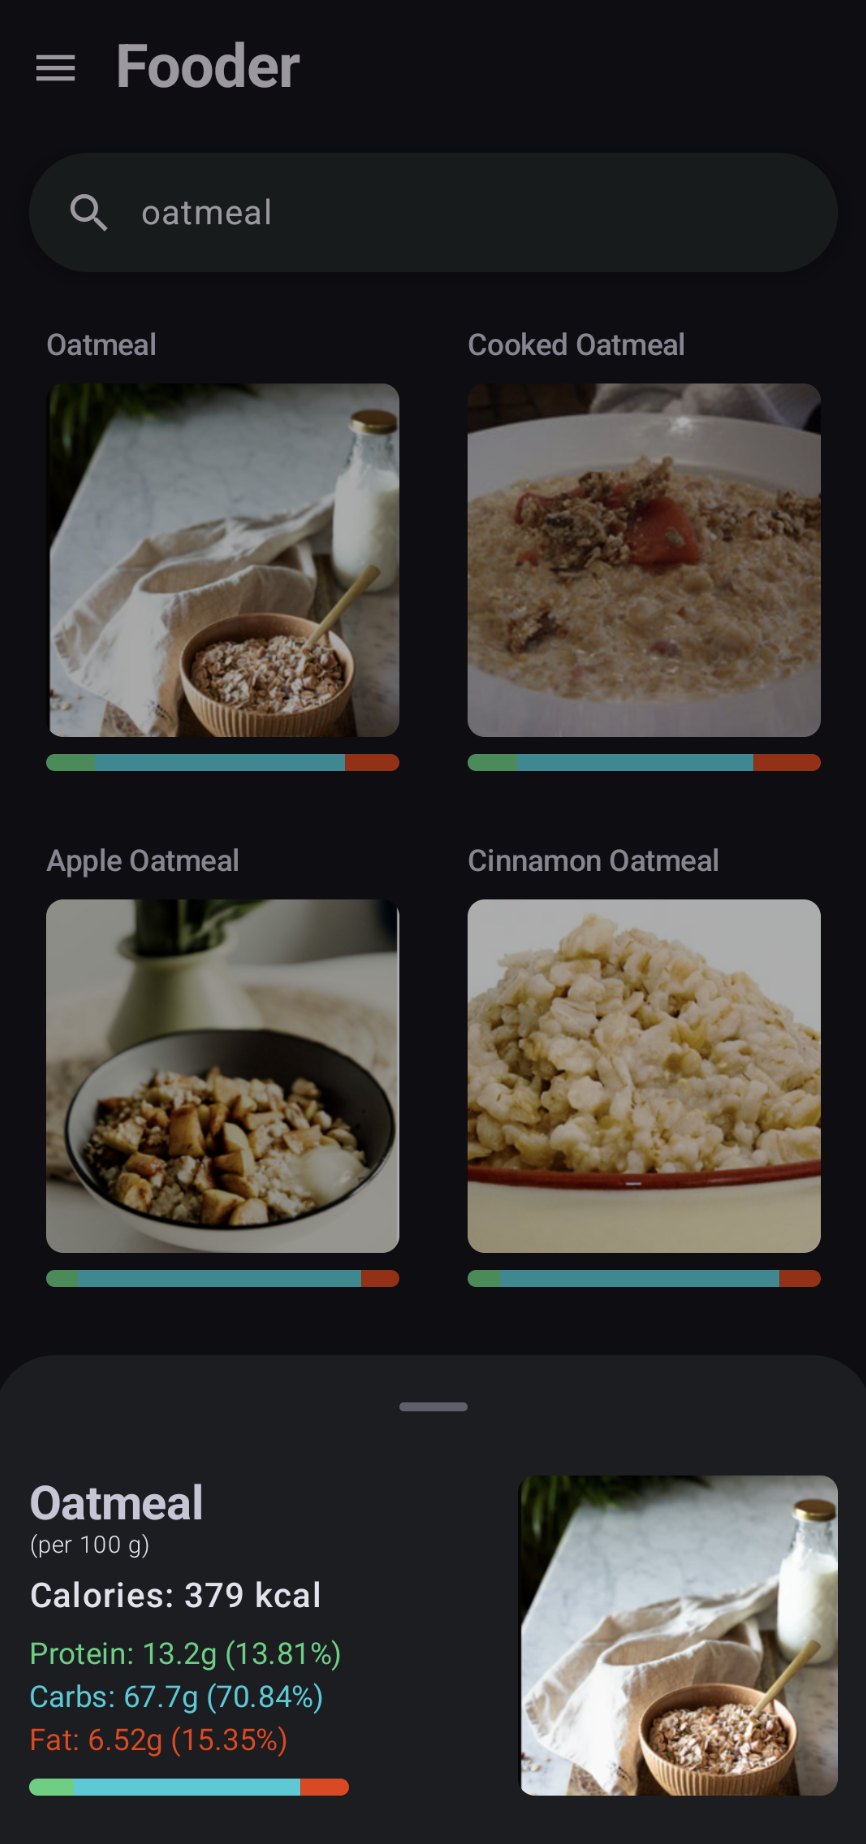 Fooder
oatmeal
Oatmeal
Cooked Oatmeal
Apple Oatmeal
Cinnamon Oatmeal
Oatmeal
(per 100 g)
Calories: 379 kcal
Protein: 13.2g (13.81%)
Carbs: 67.7g (70.84%)
Fat: 6.52g (15.35%)